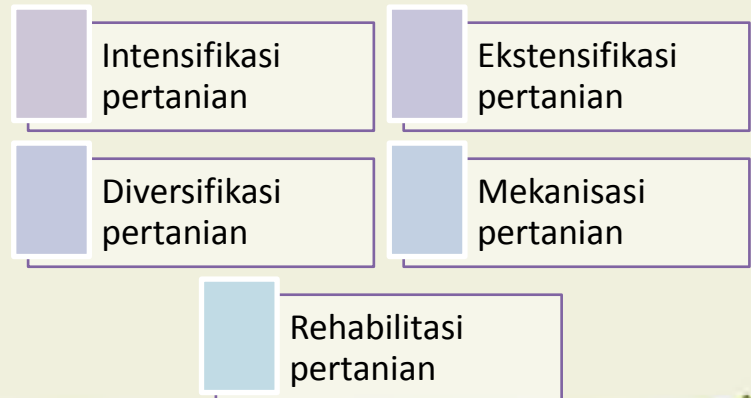 Intensifikasi
pertanian
Ekstensifikasi
pertanian
Diversifikasi
pertanian
Mekanisasi
pertanian
Rehabilitasi
pertanian